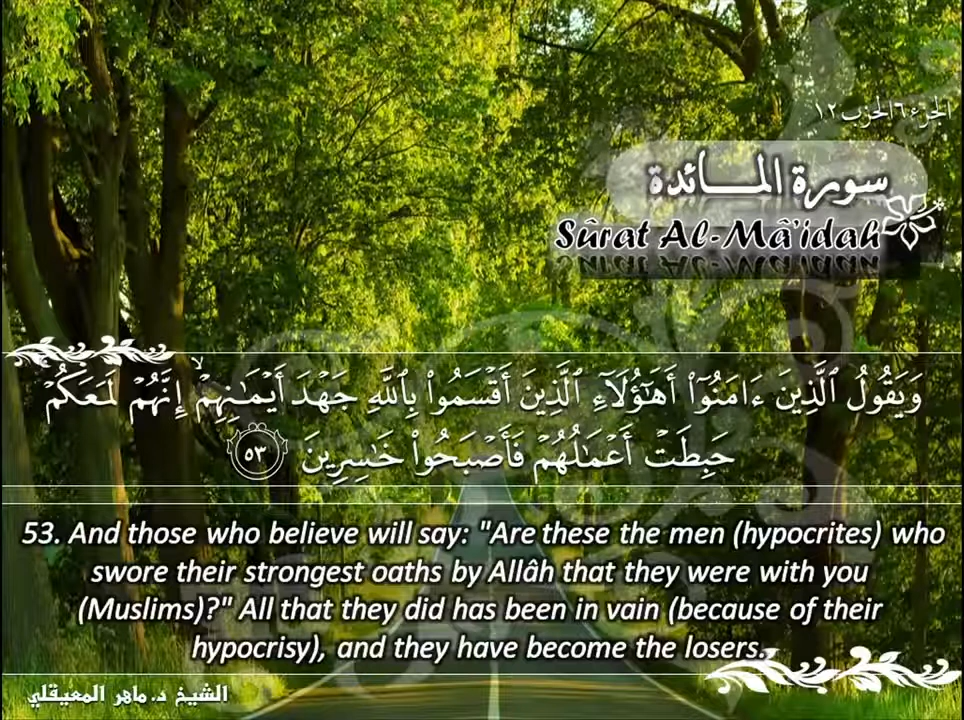 الجزء ٦ الحزب ١٢
سورة المائدة
Sûrat Al-Mâ'idah
وَيَقُولُ ٱلَّذِينَ ءَامَنُوٓا۟ أَهَـٰٓؤُلَآءِ ٱلَّذِينَ أَقۡسَمُوا۟ بِٱللَّهِ جَهۡدَ أَيۡمَـٰنِهِمۡۙ إِنَّهُمۡ لَمَعَكُمۡ
حَبِطَتۡ أَعۡمَـٰلُهُمۡ فَأَصۡبَحُوا۟ خَـٰسِرِينَ ٥٣
53. And those who believe will say: "Are these the men (hypocrites) who
swore their strongest oaths by Allâh that they were with you
(Muslims)?" All that they did has been in vain (because of their
hypocrisy), and they have become the losers.
الشيخ د. ماهر المعيقلي